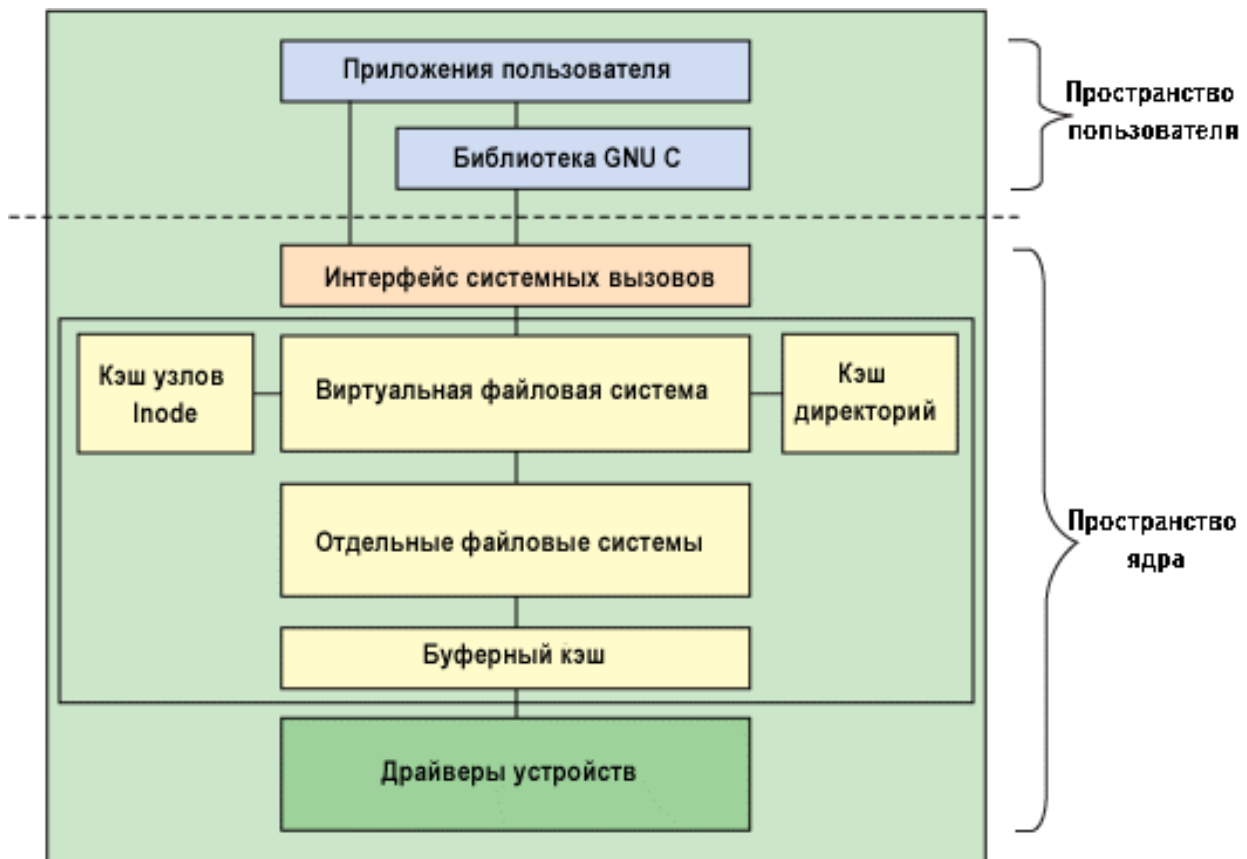 Приложения пользователя
Библиотека GNU C
Пространство
пользователя
Интерфейс системных вызовов
Кэш узлов
Inode
Виртуальная файловая система
Кэш
директорий
Отдельные файловые системы
Буферный кэш
Драйверы устройств
Пространство
ядра